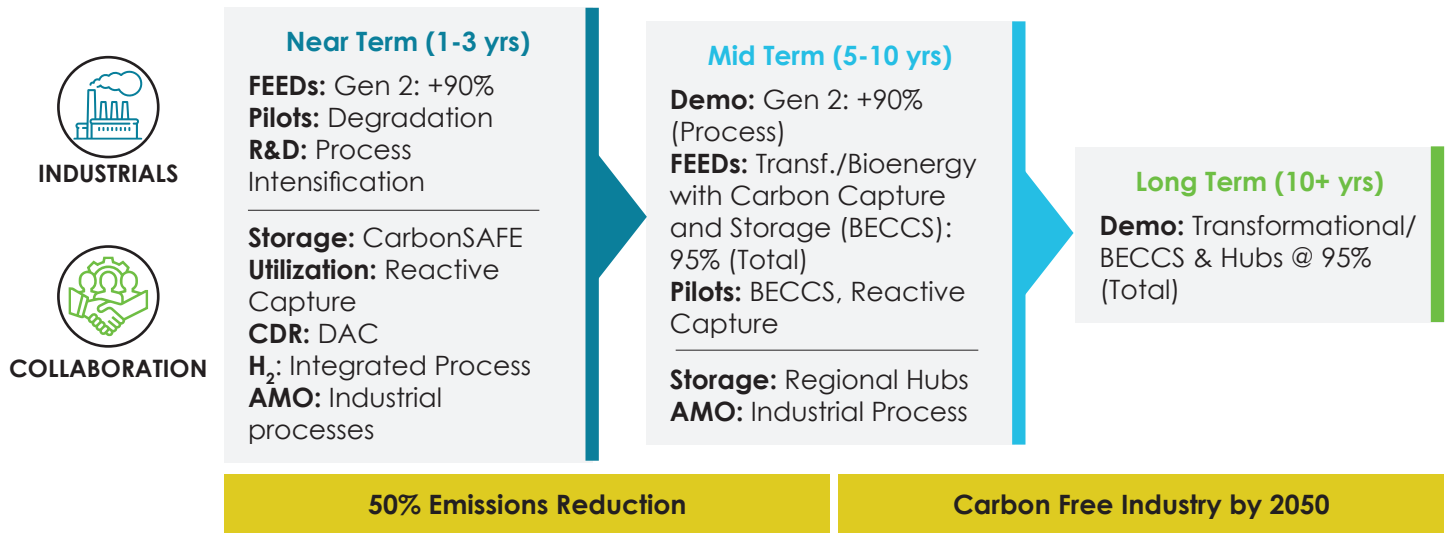 INDUSTRIALS
COLLABORATION
Near Term (1-3 yrs)
FEEDs: Gen 2: +90%
Pilots: Degradation
R&D: Process
Intensification
Storage: CarbonSAFE
Utilization: Reactive
Capture
CDR: DAC
H₂: Integrated Process
AMO: Industrial
processes
Mid Term (5-10 yrs)
Demo: Gen 2: +90%
(Process)
FEEDs: Transf./Bioenergy
with Carbon Capture
and Storage (BECCS):
95% (Total)
Pilots: BECCS, Reactive
Capture
Storage: Regional Hubs
AMO: Industrial Process
Long Term (10+ yrs)
Demo: Transformational/
BECCS & Hubs @ 95%
(Total)
50% Emissions Reduction
Carbon Free Industry by 2050